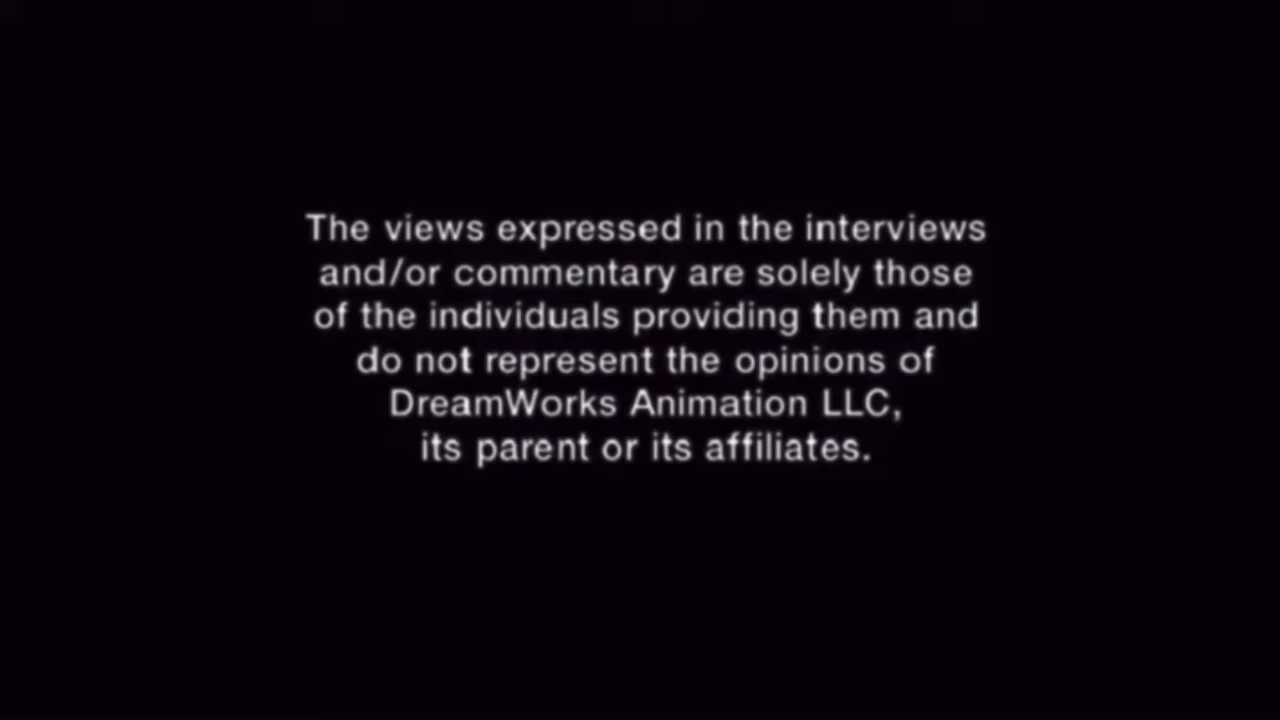 The views expressed in the interviews
and/or commentary are solely those
of the individuals providing them and
do not represent the opinions of
DreamWorks Animation LLC,
its parent or its affiliates.